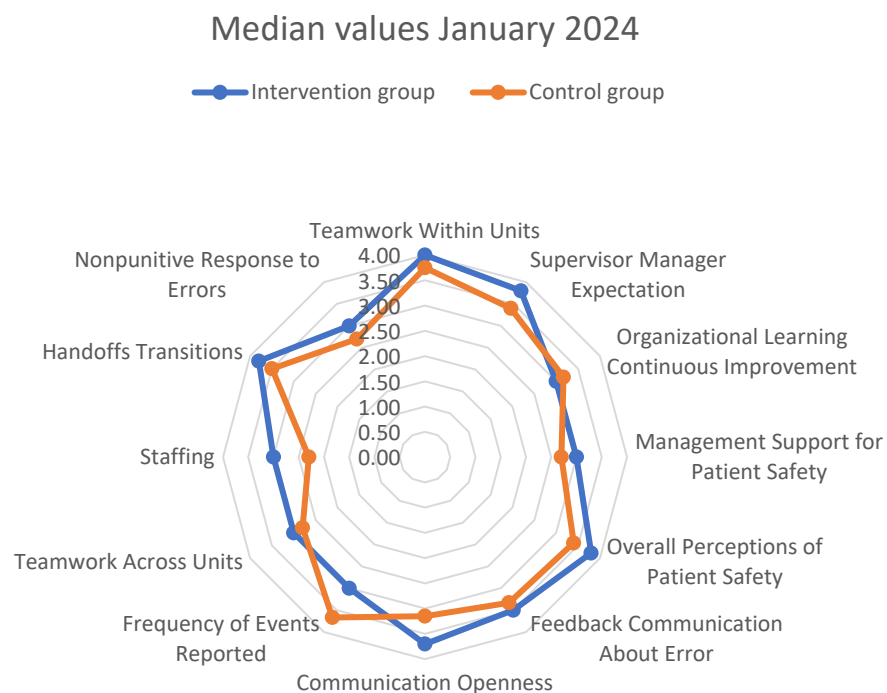 Median values January 2024
Intervention group
Control group
Teamwork Within Units
Supervisor Manager
Expectation
Organizational Learning
Continuous Improvement
Management Support for
Patient Safety
Overall Perceptions of
Patient Safety
Feedback Communication
About Error
Communication Openness
Frequency of Events
Reported
Teamwork Across Units
Staffing
Handoffs Transitions
Nonpunitive Response to
Errors
4.00
3.50
3.00
2.50
2.00
1.50
1.00
0.50
0.00